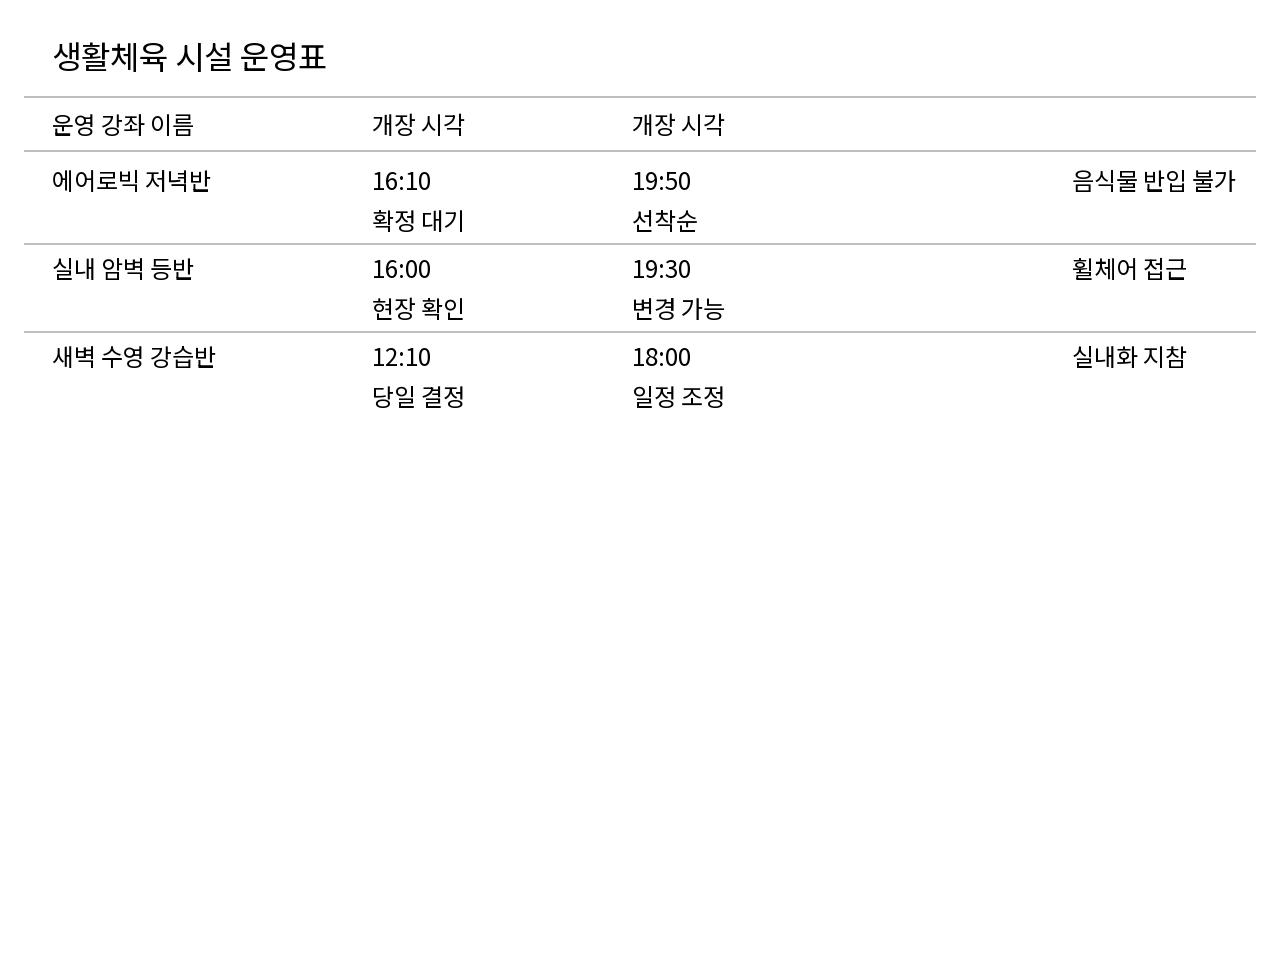 생활체육 시설 운영표
운영 강좌 이름 개장 시각 개장 시각
에어로빅 저녁반 16:10 19:50 음식물 반입 불가
확정 대기 선착순
실내 암벽 등반 16:00 19:30 휠체어 접근
현장 확인 변경 가능
새벽 수영 강습반 12:10 18:00 실내화 지참
당일 결정 일정 조정